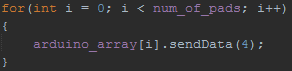 for(int i = 0; i < num_of_pads; i++)
{
    arduino_array[i].sendData(4);
}